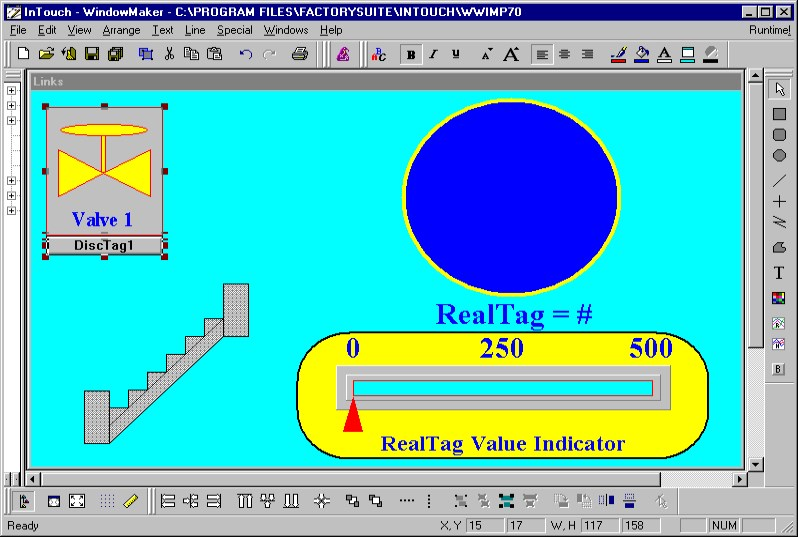 InTouch - WindowMaker - C:\PROGRAM FILES\FACTORYSUITE\INTOUCH\WWIMP70
File Edit View Arrange Text Line Special Windows Help Runtime!
ABC B I U A A A
Links
Valve 1
DiscTag1
RealTag = #
0 250 500
RealTag Value Indicator
T
R
R
B
Ready X, Y 15 17 W, H 117 158 NUM